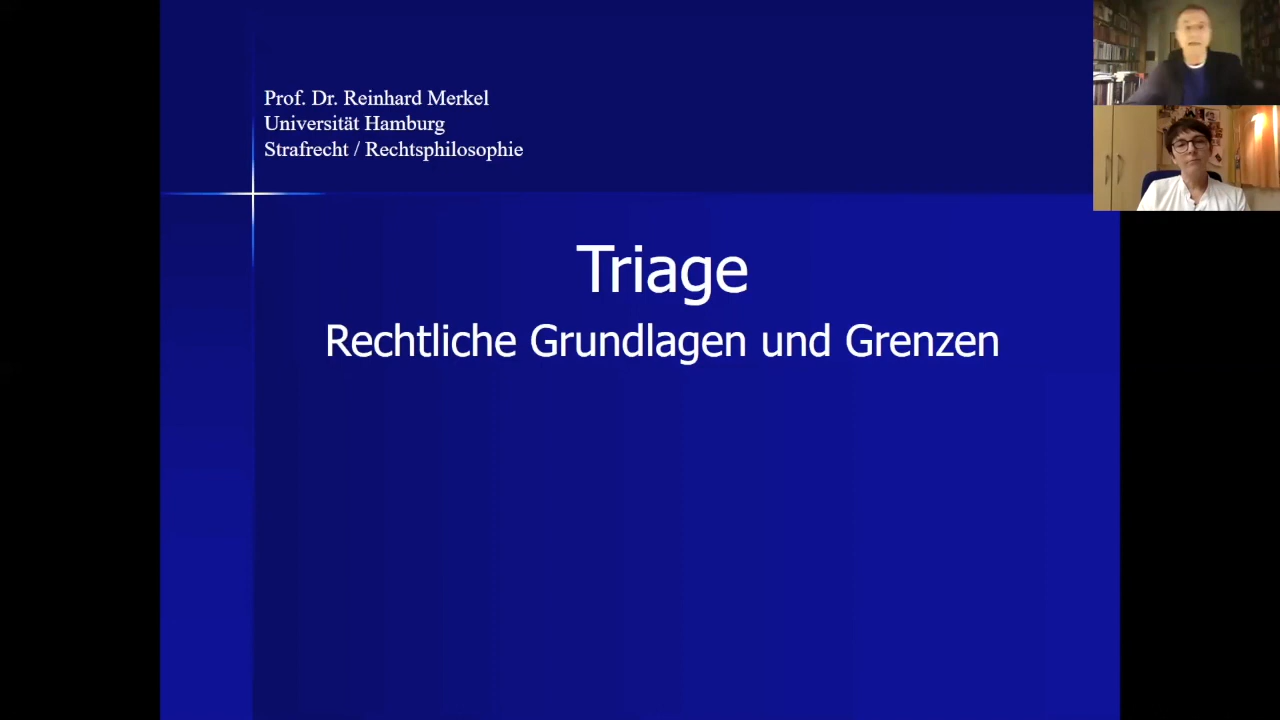 Prof. Dr. Reinhard Merkel
Universität Hamburg
Strafrecht / Rechtsphilosophie
Triage
Rechtliche Grundlagen und Grenzen